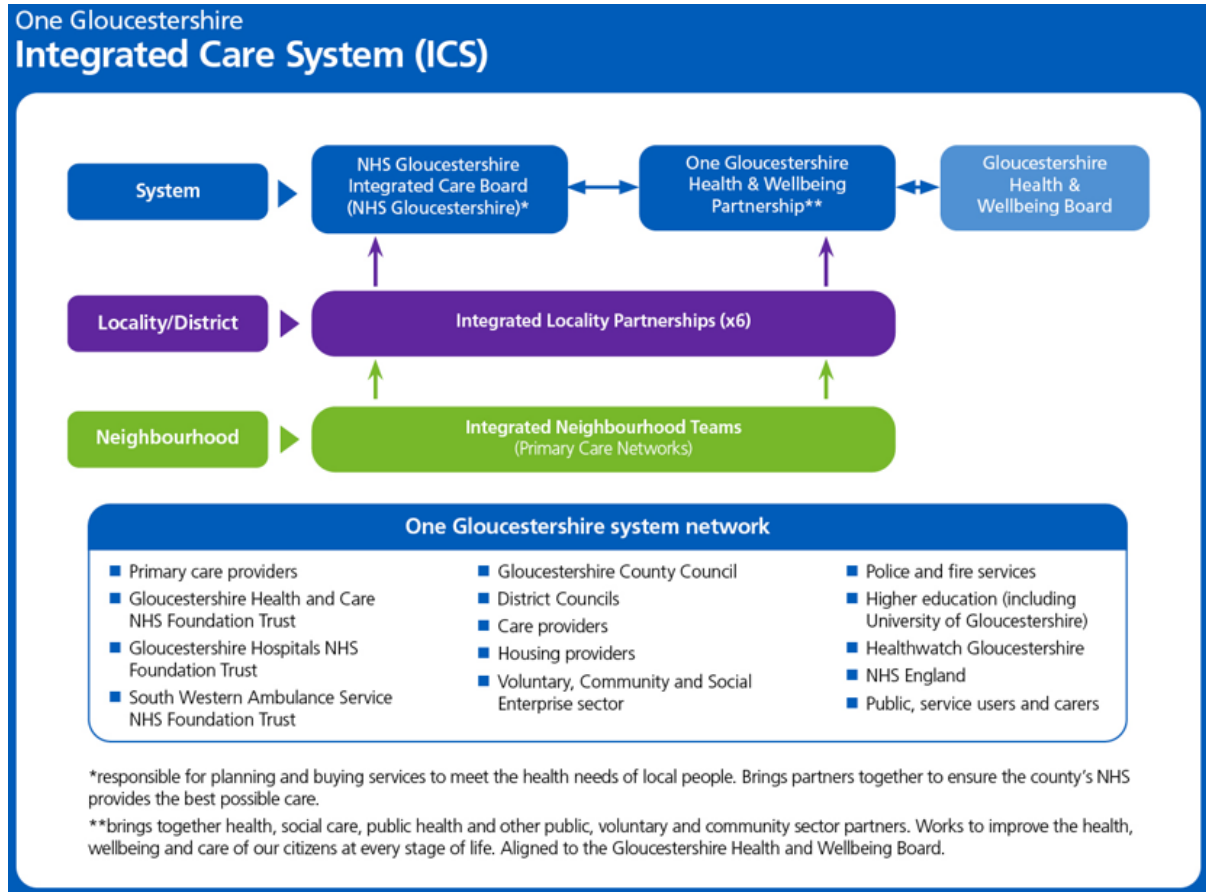 One Gloucestershire
Integrated Care System (ICS)
System
NHS Gloucestershire
Integrated Care Board
(NHS Gloucestershire)*
One Gloucestershire
Health & Wellbeing
Partnership**
Gloucestershire
Health &
Wellbeing Board
Locality/District
Integrated Locality Partnerships (x6)
Neighbourhood
Integrated Neighbourhood Teams
(Primary Care Networks)
One Gloucestershire system network
Primary care providers
Gloucestershire Health and Care
NHS Foundation Trust
Gloucestershire Hospitals NHS
Foundation Trust
South Western Ambulance Service
NHS Foundation Trust
Gloucestershire County Council
District Councils
Care providers
Housing providers
Voluntary, Community and Social
Enterprise sector
Police and fire services
Higher education (including
University of Gloucestershire)
Healthwatch Gloucestershire
NHS England
Public, service users and carers
*responsible for planning and buying services to meet the health needs of local people. Brings partners together to ensure the county's NHS
provides the best possible care.
**brings together health, social care, public health and other public, voluntary and community sector partners. Works to improve the health,
wellbeing and care of our citizens at every stage of life. Aligned to the Gloucestershire Health and Wellbeing Board.